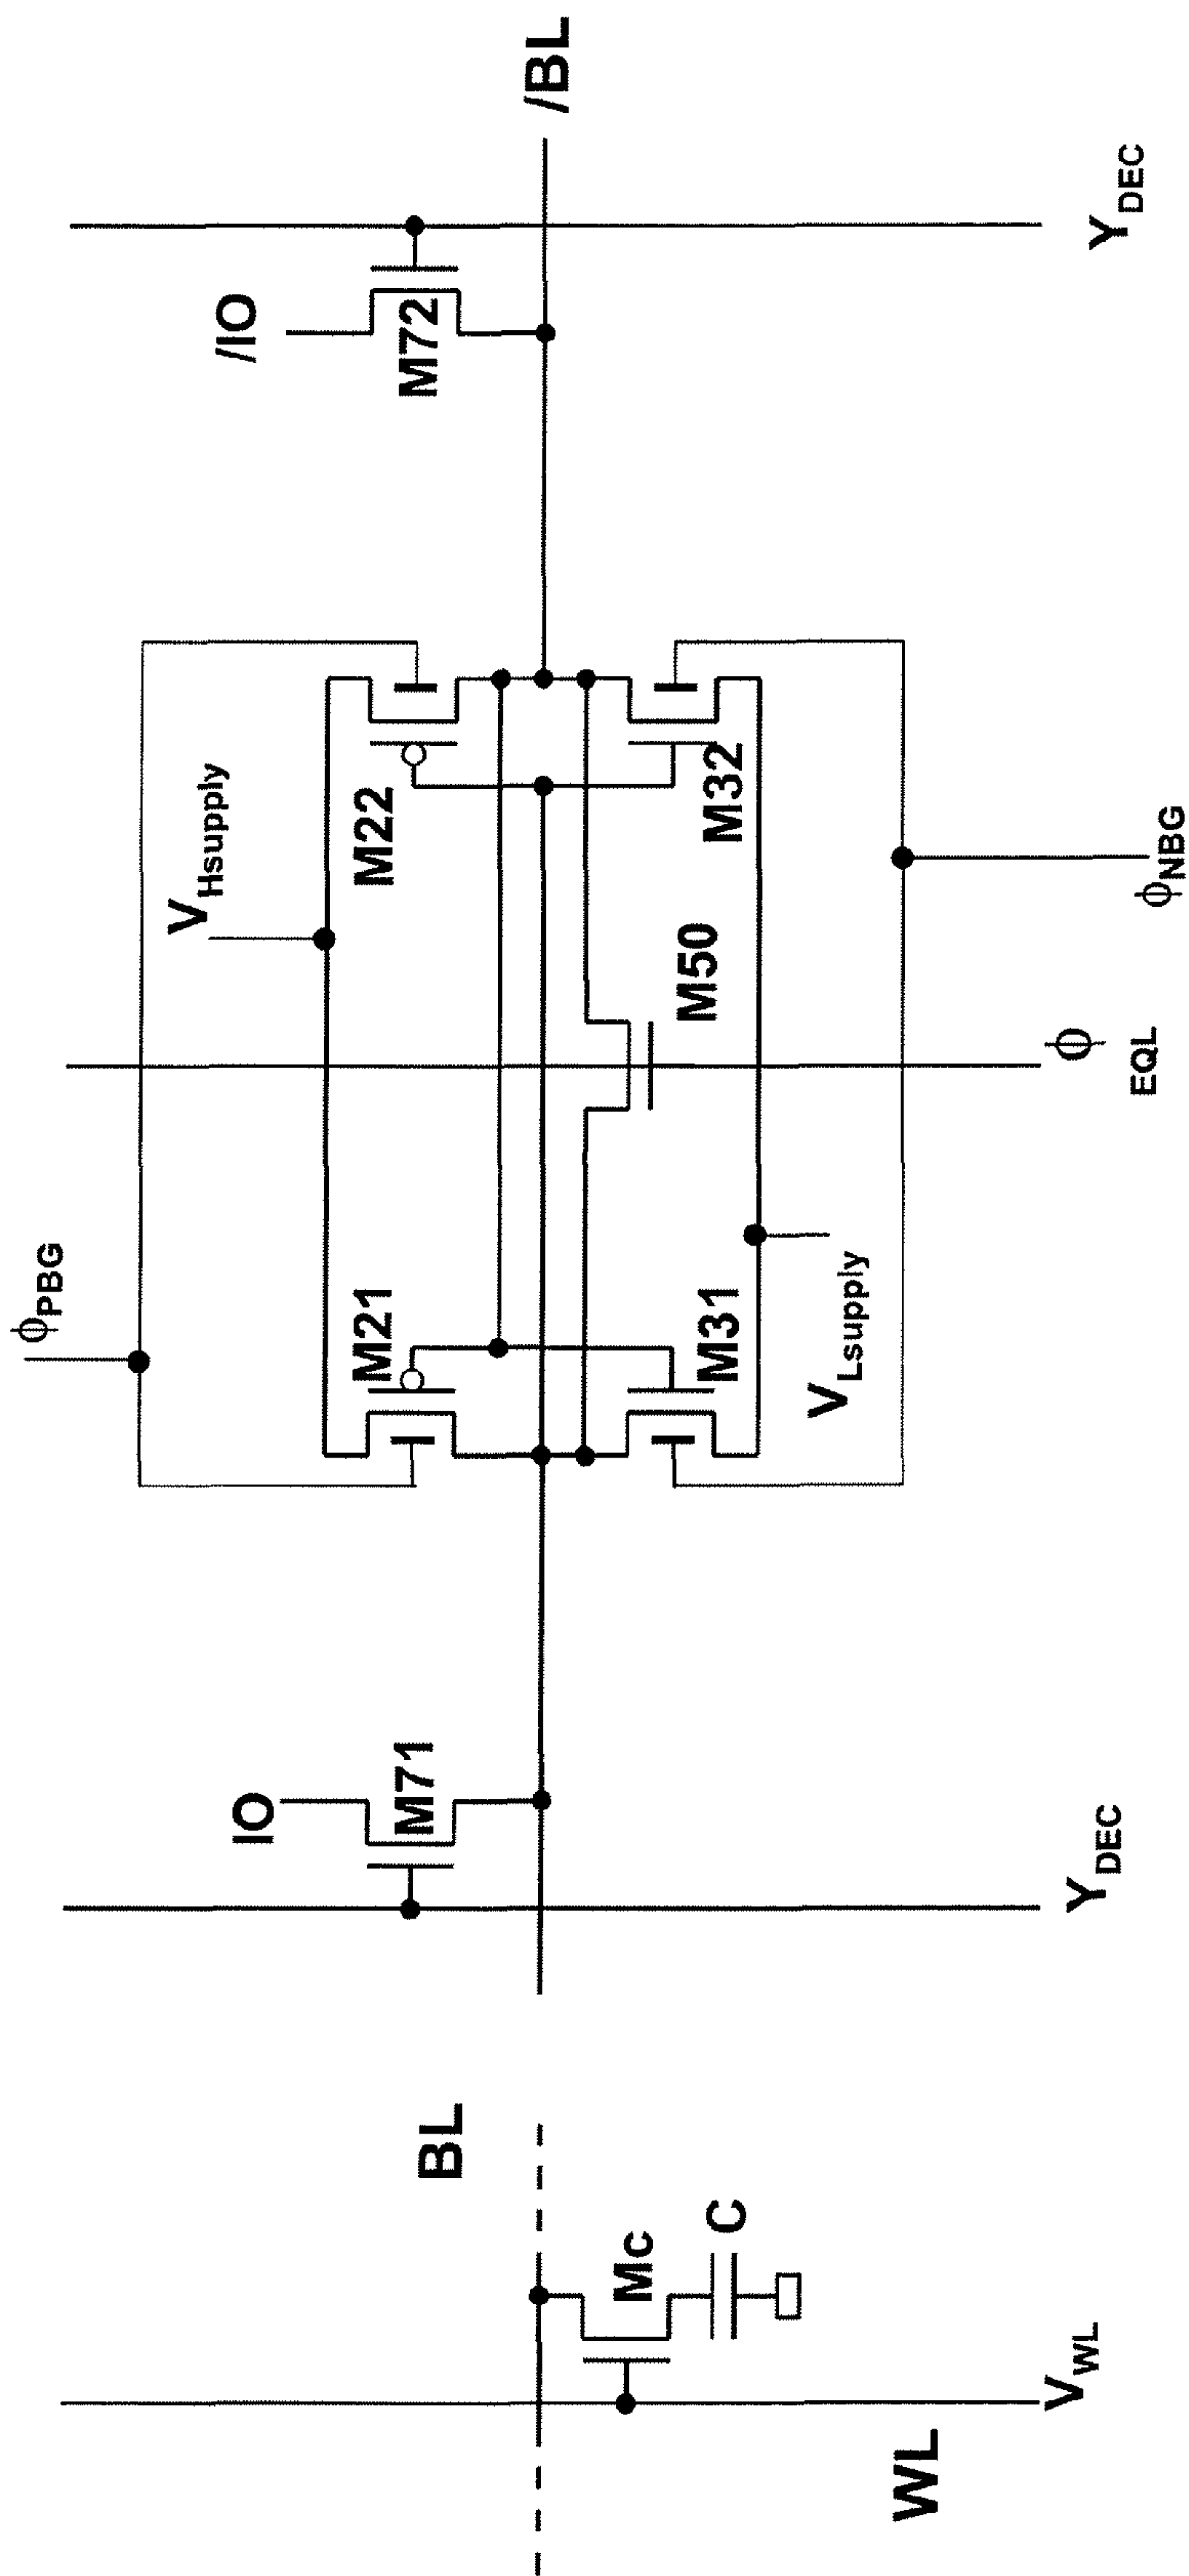 ϕPBG
VHsupply
/IO
/BL
IO
M71
M21
M22
M72
YDEC
BL
Mc
C
M31
M50
M32
VLsupply
WL
VWL
YDEC
ϕEQL
ϕNBG